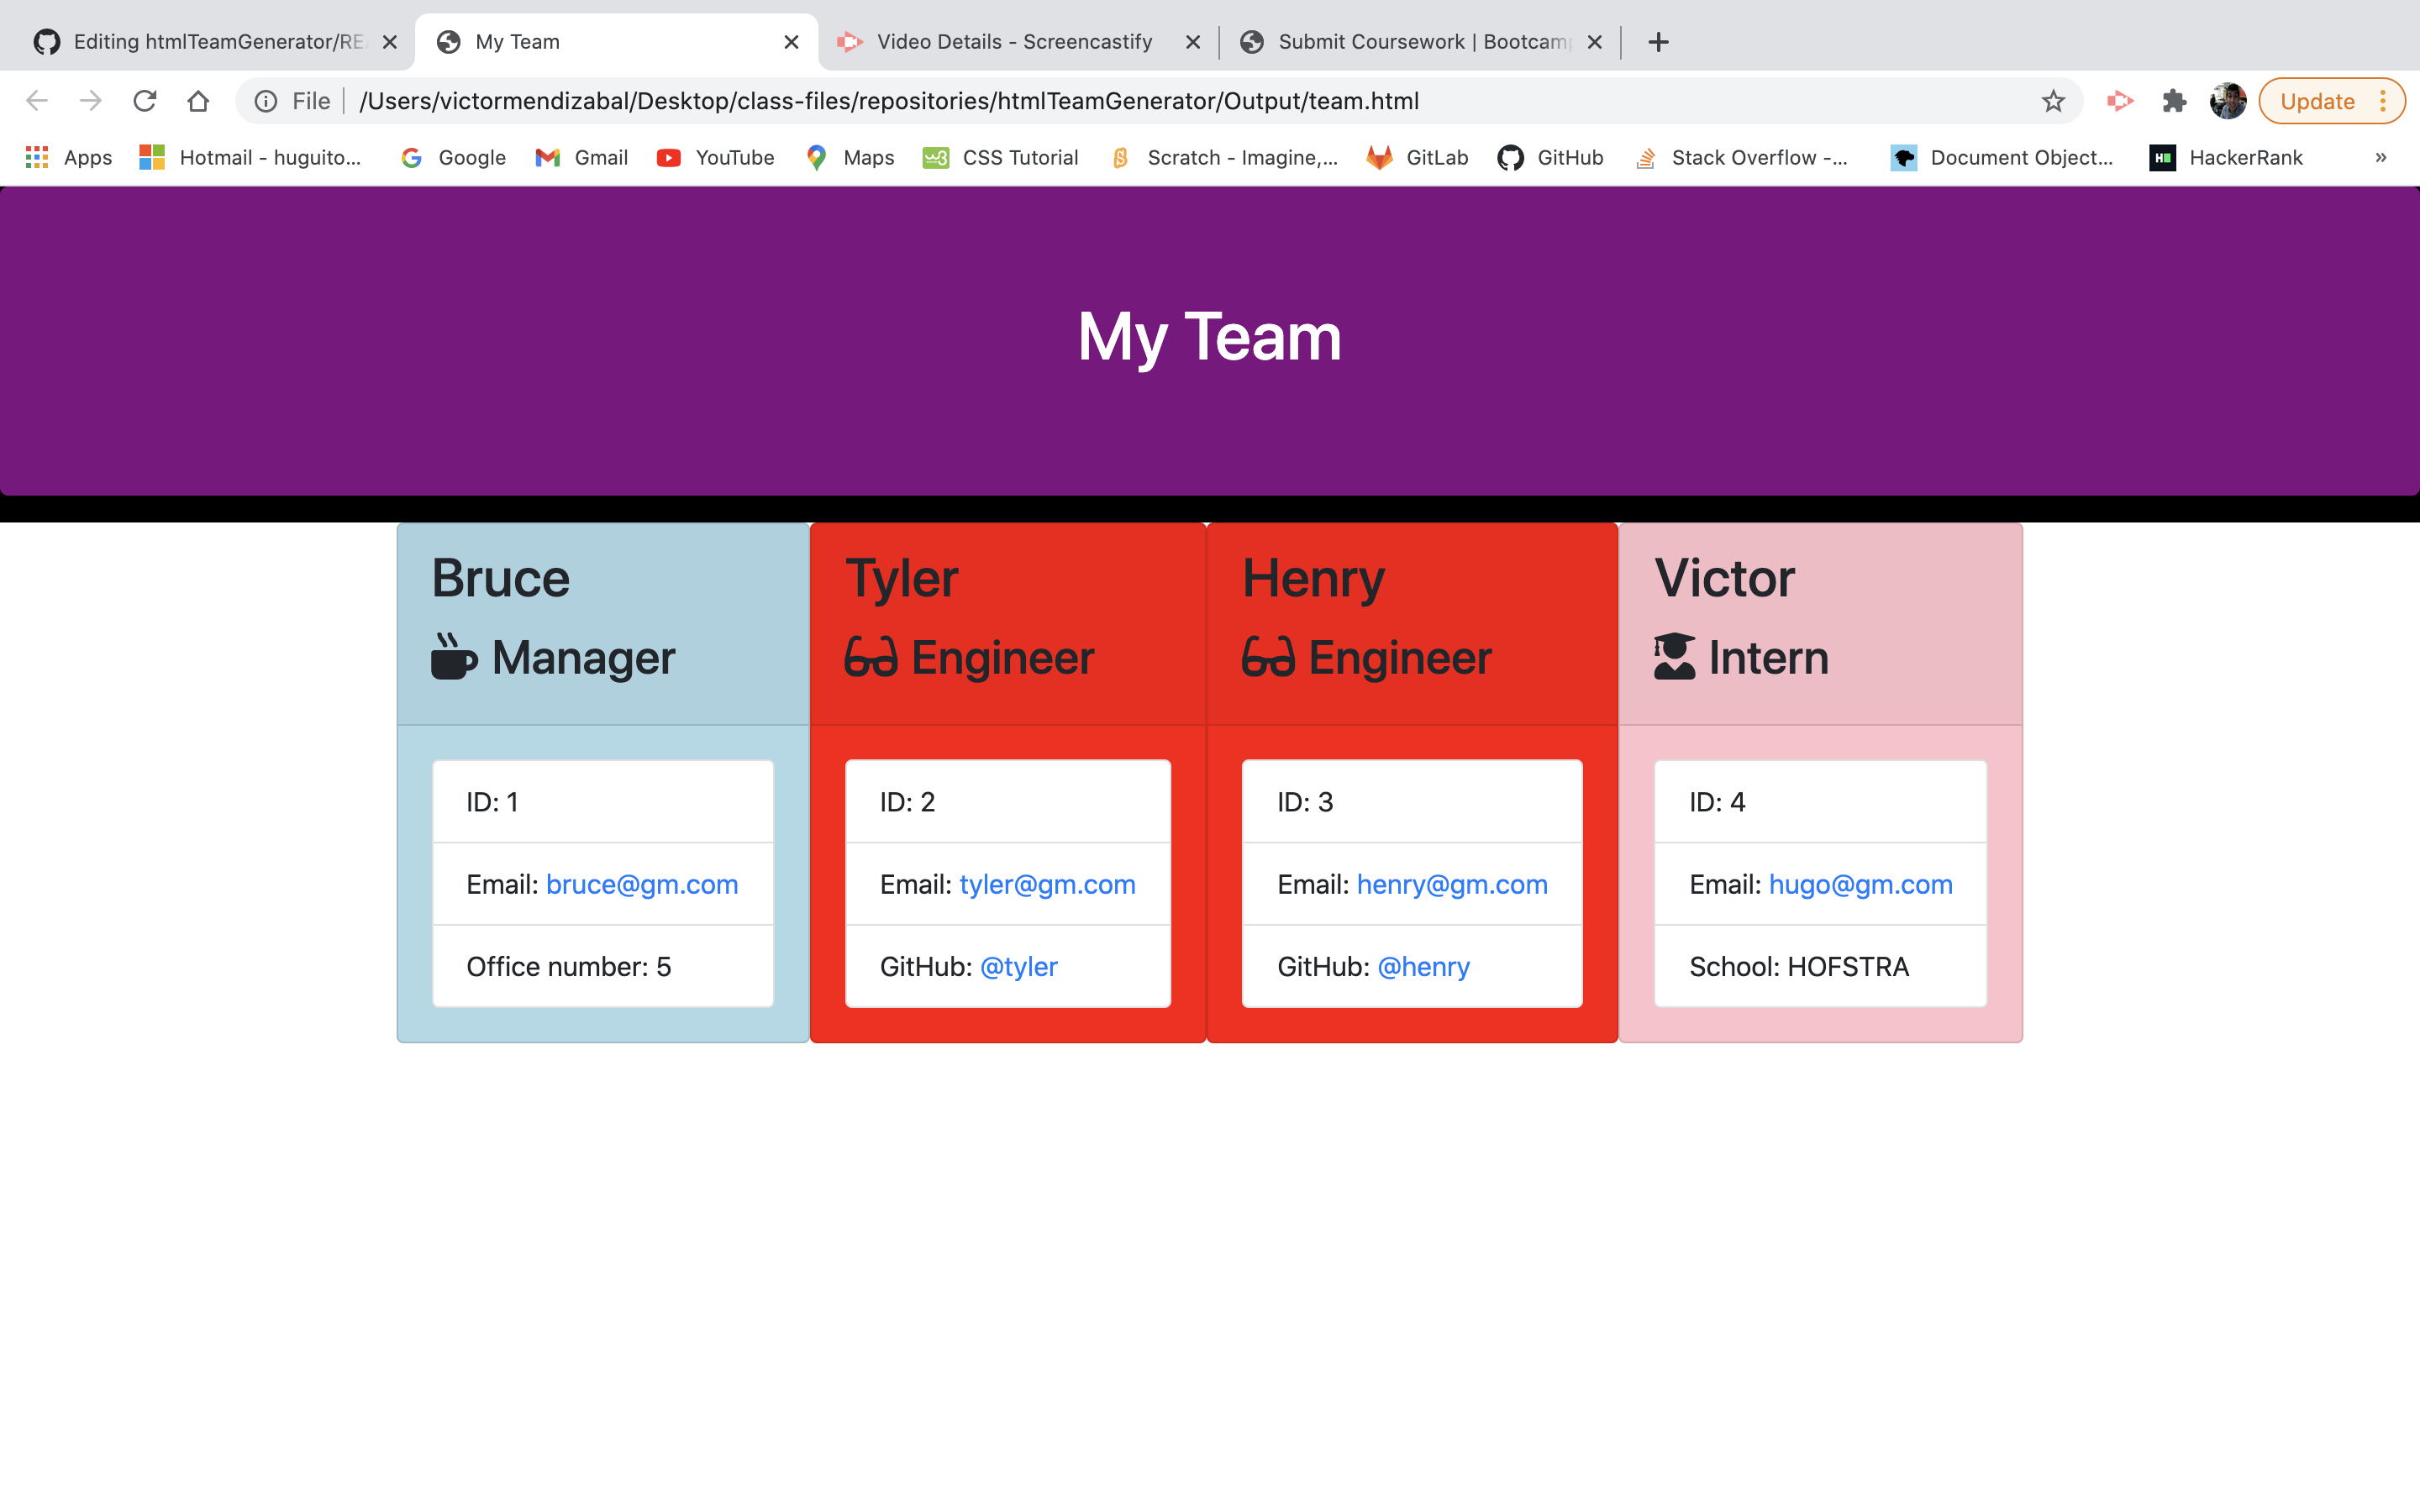 Editing htmlTeamGenerator/RE
My Team
Video Details - Screencastify
Submit Coursework | Bootcamp
File
/Users/victormendizabal/Desktop/class-files/repositories/htmlTeamGenerator/Output/team.html
Update
Apps
Hotmail - huguito...
Google
Gmail
YouTube
Maps
CSS Tutorial
Scratch - Imagine,...
GitLab
GitHub
Stack Overflow -...
Document Object...
HackerRank
»
My Team
Bruce
Manager
ID: 1
Email: bruce@gm.com
Office number: 5
Tyler
Engineer
ID: 2
Email: tyler@gm.com
GitHub: @tyler
Henry
Engineer
ID: 3
Email: henry@gm.com
GitHub: @henry
Victor
Intern
ID: 4
Email: hugo@gm.com
School: HOFSTRA